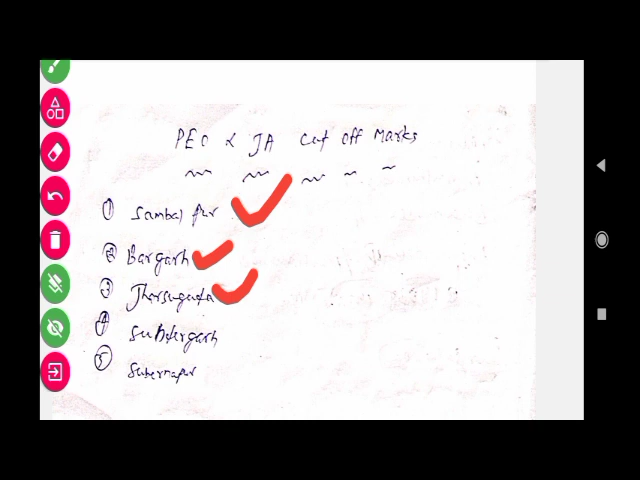 PEO & JA Cut Off Marks
① Sambalpur
② Bargarh
③ Jharsuguda
④ Sundergarh
⑤ Subernapur